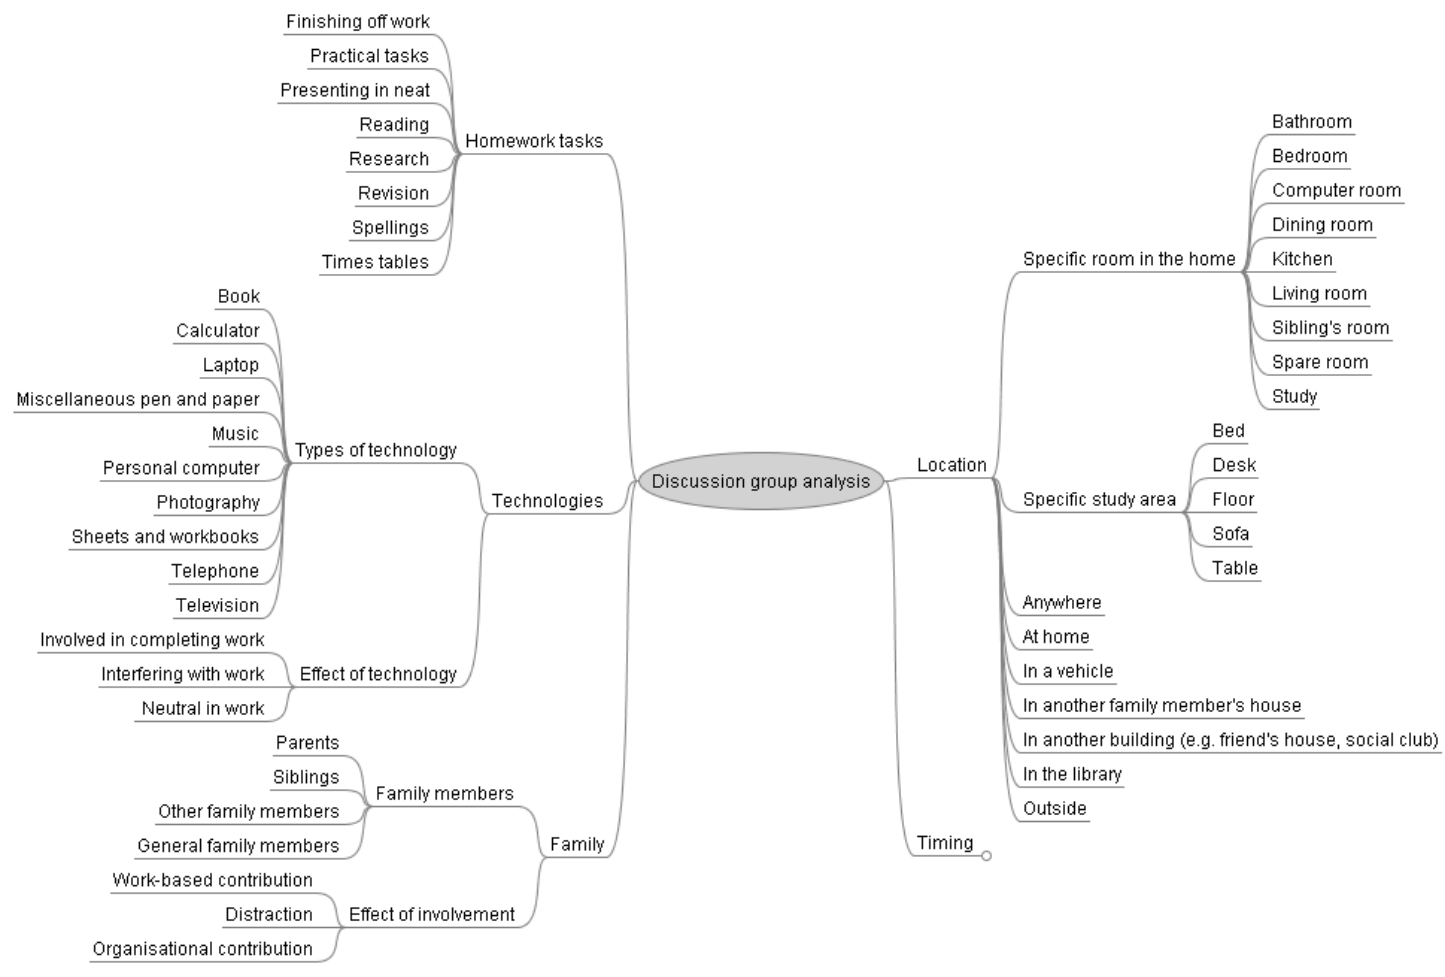 Finishing off work
Practical tasks
Presenting in neat
Reading
Research
Revision
Spellings
Times tables
Homework tasks
Book
Calculator
Laptop
Miscellaneous pen and paper
Music
Personal computer
Photography
Sheets and workbooks
Telephone
Television
Types of technology
Involved in completing work
Interfering with work
Neutral in work
Effect of technology
Technologies
Parents
Siblings
Other family members
General family members
Family members
Work-based contribution
Distraction
Organisational contribution
Effect of involvement
Family
Discussion group analysis
Location
Specific room in the home
Bathroom
Bedroom
Computer room
Dining room
Kitchen
Living room
Sibling's room
Spare room
Study
Specific study area
Bed
Desk
Floor
Sofa
Table
Anywhere
At home
In a vehicle
In another family member's house
In another building (e.g. friend's house, social club)
In the library
Outside
Timing